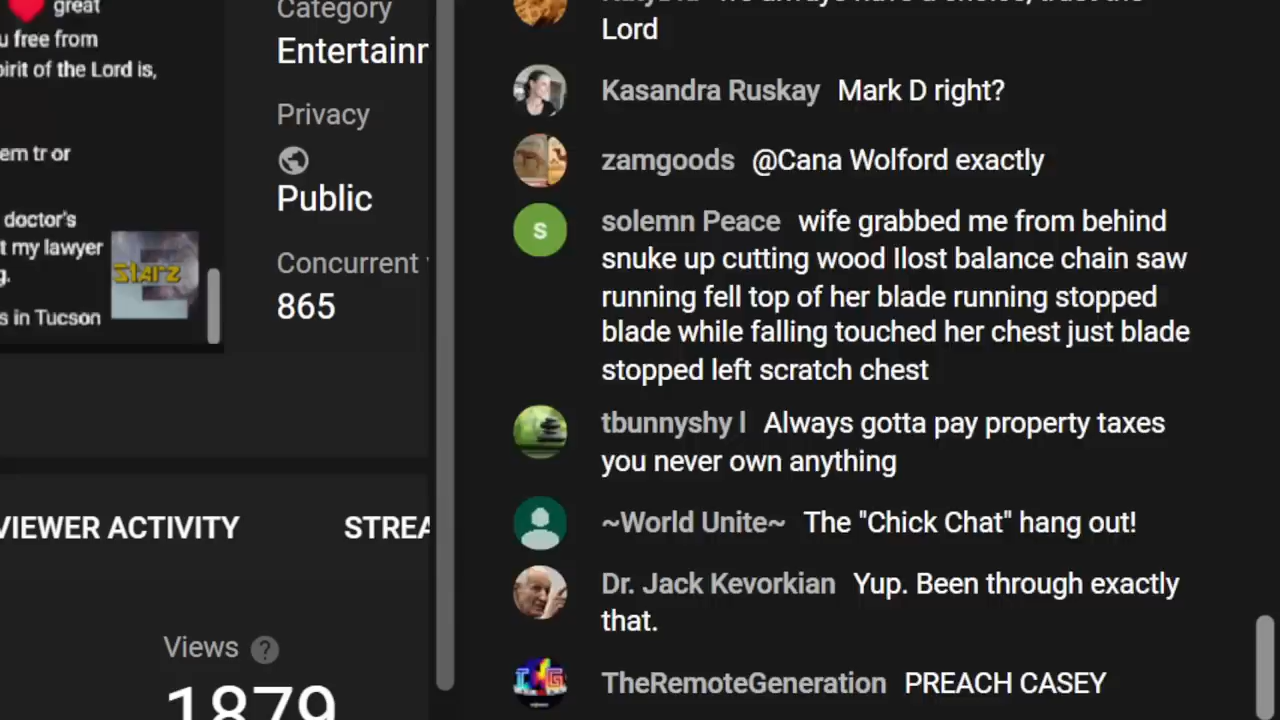 great
u free from
pirit of the Lord is,
em tr or
doctor's
t my lawyer
g.
s in Tucson
STARZ
Category
Entertainr
Privacy
Public
Concurrent
865
VIEWER ACTIVITY
STREA
Views ?
1879
Lord
Kasandra Ruskay Mark D right?
zamgoods @Cana Wolford exactly
S
solemn Peace wife grabbed me from behind
snuke up cutting wood llost balance chain saw
running fell top of her blade running stopped
blade while falling touched her chest just blade
stopped left scratch chest
tbunnyshy l Always gotta pay property taxes
you never own anything
~World Unite~ The "Chick Chat" hang out!
Dr. Jack Kevorkian Yup. Been through exactly
that.
TheRemoteGeneration PREACH CASEY